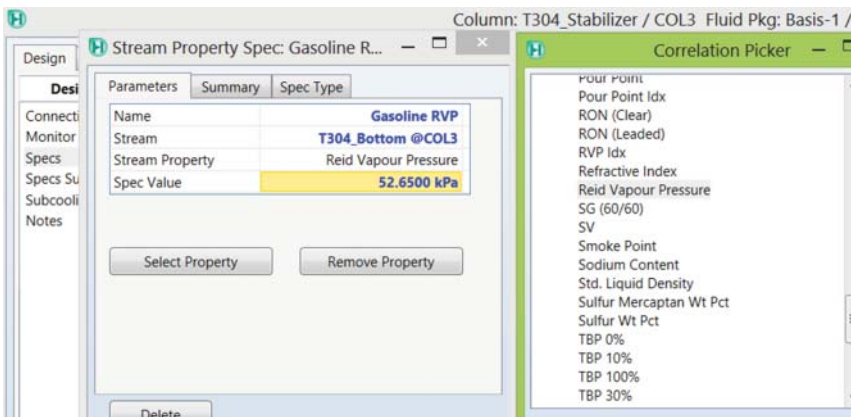 Column: T304_Stabilizer / COL3 Fluid Pkg: Basis-1 /
Design
Desi
Connecti
Monitor
Specs
Specs Su
Subcooli
Notes
Stream Property Spec: Gasoline R...
Parameters Summary Spec Type
Name Gasoline RVP
Stream T304_Bottom @COL3
Stream Property Reid Vapour Pressure
Spec Value 52.6500 kPa
Select Property Remove Property
Delete
Correlation Picker
Pour Point
Pour Point Idx
RON (Clear)
RON (Leaded)
RVP Idx
Refractive Index
Reid Vapour Pressure
SG (60/60)
SV
Smoke Point
Sodium Content
Std. Liquid Density
Sulfur Mercaptan Wt Pct
Sulfur Wt Pct
TBP 0%
TBP 10%
TBP 100%
TBP 30%